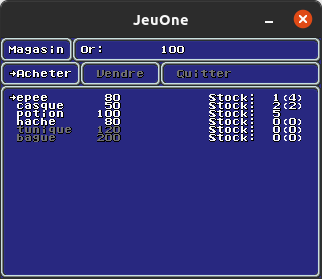 JeuOne
Magasin Or: 100
→Acheter Vendre Quitter
→epee 80 Stock: 1(4)
casque 50 Stock: 2(2)
potion 100 Stock: 5
hache 80 Stock: 0(0)
tunique 120 Stock: 0(0)
bague 200 Stock: 0(0)